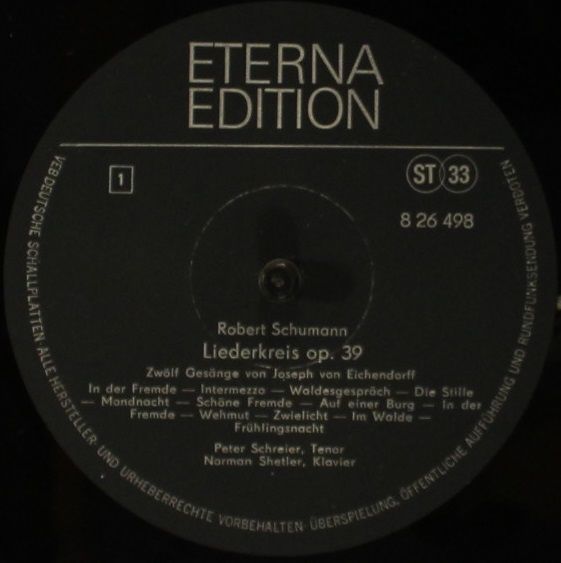 ETERNA
EDITION
1
ST 33
8 26 498
Robert Schumann
Liederkreis op. 39
Zwölf Gesänge von Joseph von Eichendorff
In der Fremde — Intermezzo — Waldesgespräch — Die Stille
— Mondnacht — Schöne Fremde — Auf einer Burg — In der
Fremde — Wehmut — Zwielicht — Im Walde —
Frühlingsnacht
Peter Schreier, Tenor
Norman Shetler, Klavier
VEB DEUTSCHE SCHALLPLATTEN · ALLE HERSTELLER- UND URHEBERRECHTE VORBEHALTEN · ÜBERSPIELUNG, ÖFFENTLICHE AUFFÜHRUNG UND RUNDFUNKSENDUNG VERBOTEN